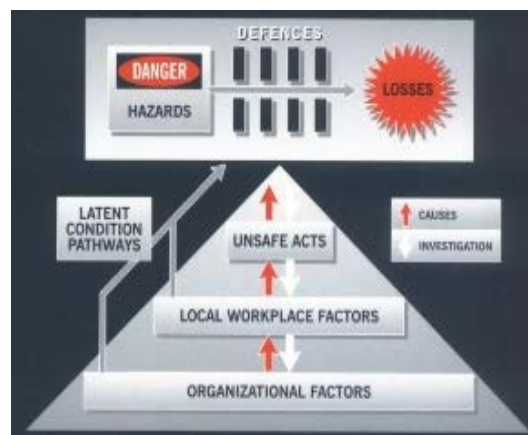 DEFENCES
DANGER
HAZARDS
LOSSES
LATENT
CONDITION
PATHWAYS
CAUSES
INVESTIGATION
UNSAFE ACTS
LOCAL WORKPLACE FACTORS
ORGANIZATIONAL FACTORS